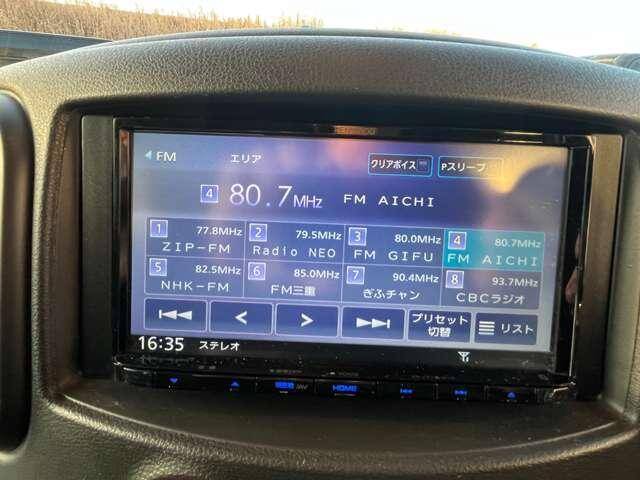 KENWOOD
FM エリア クリアボイス Pスリープ
4 80.7MHz FM AICHI
1 77.8MHz 2 79.5MHz 3 80.0MHz 4 80.7MHz
ZIP-FM Radio NEO FM GIFU FM AICHI
5 82.5MHz 6 85.0MHz 7 90.4MHz 8 93.7MHz
NHK-FM FM三重 ぎふチャン CBCラジオ
プリセット
切替 リスト
16:35 ステレオ
現在地 NAV HOME